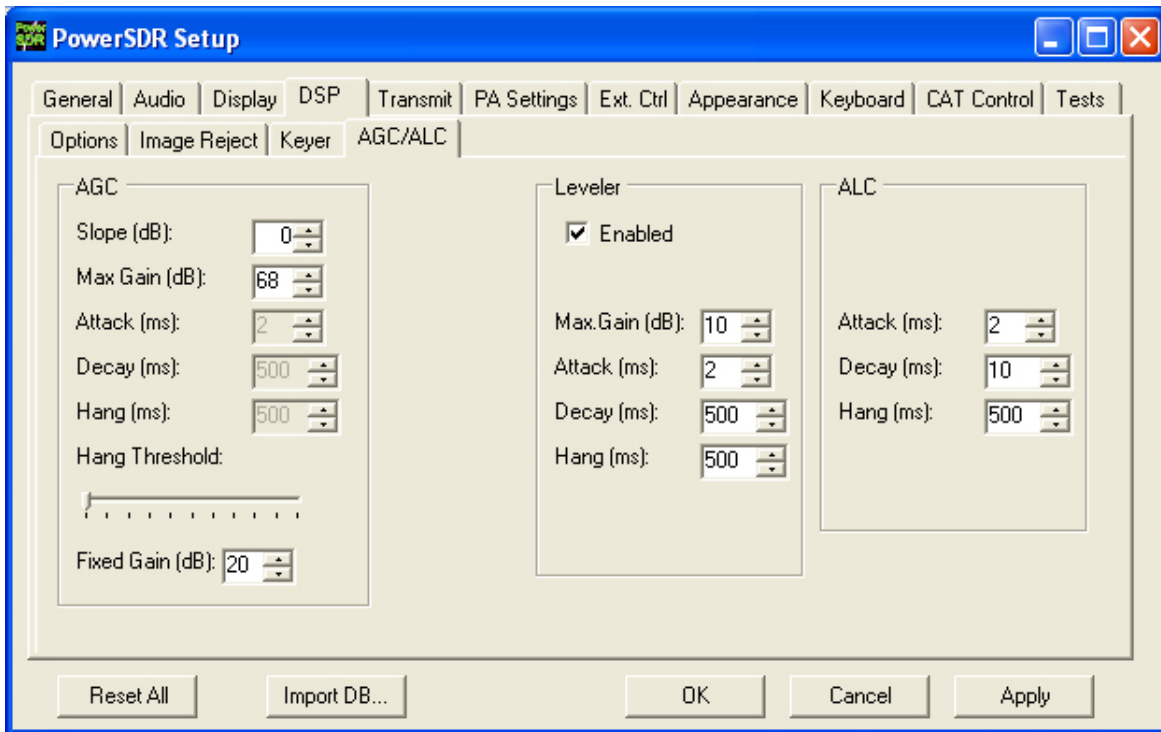 Power SDR PowerSDR Setup
General Audio Display DSP Transmit PA Settings Ext. Ctrl Appearance Keyboard CAT Control Tests
Options Image Reject Keyer AGC/ALC
AGC
Slope (dB): 0
Max Gain (dB): 68
Attack (ms): 2
Decay (ms): 500
Hang (ms): 500
Hang Threshold:
Fixed Gain (dB): 20
Leveler
Enabled
Max.Gain (dB): 10
Attack (ms): 2
Decay (ms): 500
Hang (ms): 500
ALC
Attack (ms): 2
Decay (ms): 10
Hang (ms): 500
Reset All Import DB... OK Cancel Apply